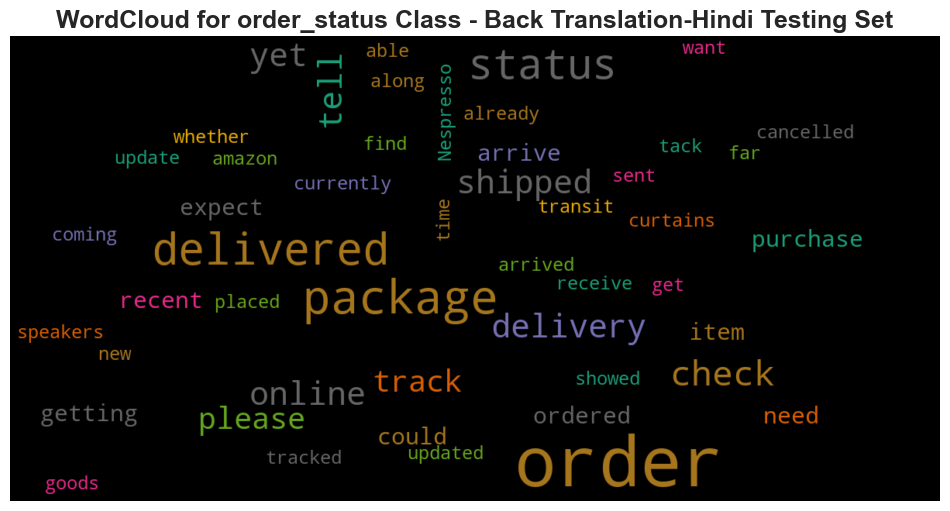 WordCloud for order_status Class - Back Translation-Hindi Testing Set
yet
tell
able
along
status
want
Nespresso
already
whether
update
amazon
find
arrive
tack
far
cancelled
currently
shipped
sent
expect
time
transit
curtains
coming
purchase
delivered
arrived
receive
get
recent
placed
package
speakers
new
delivery
item
track
showed
check
online
getting
please
could
ordered
need
tracked
updated
order
goods